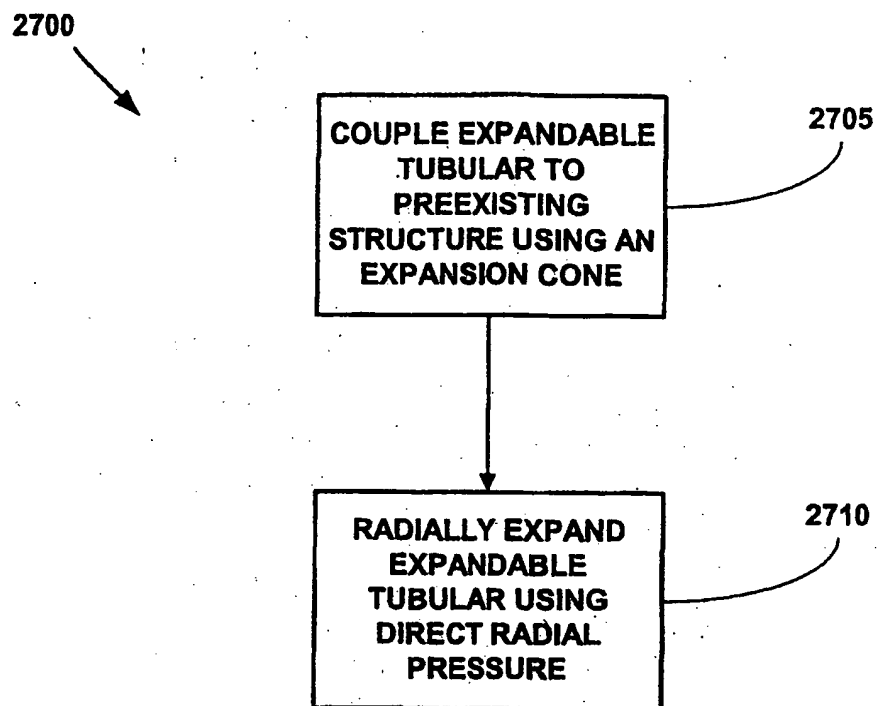 2700
COUPLE EXPANDABLE
TUBULAR TO
PREEXISTING
STRUCTURE USING AN
EXPANSION CONE
2705
RADIALLY EXPAND
EXPANDABLE
TUBULAR USING
DIRECT RADIAL
PRESSURE
2710